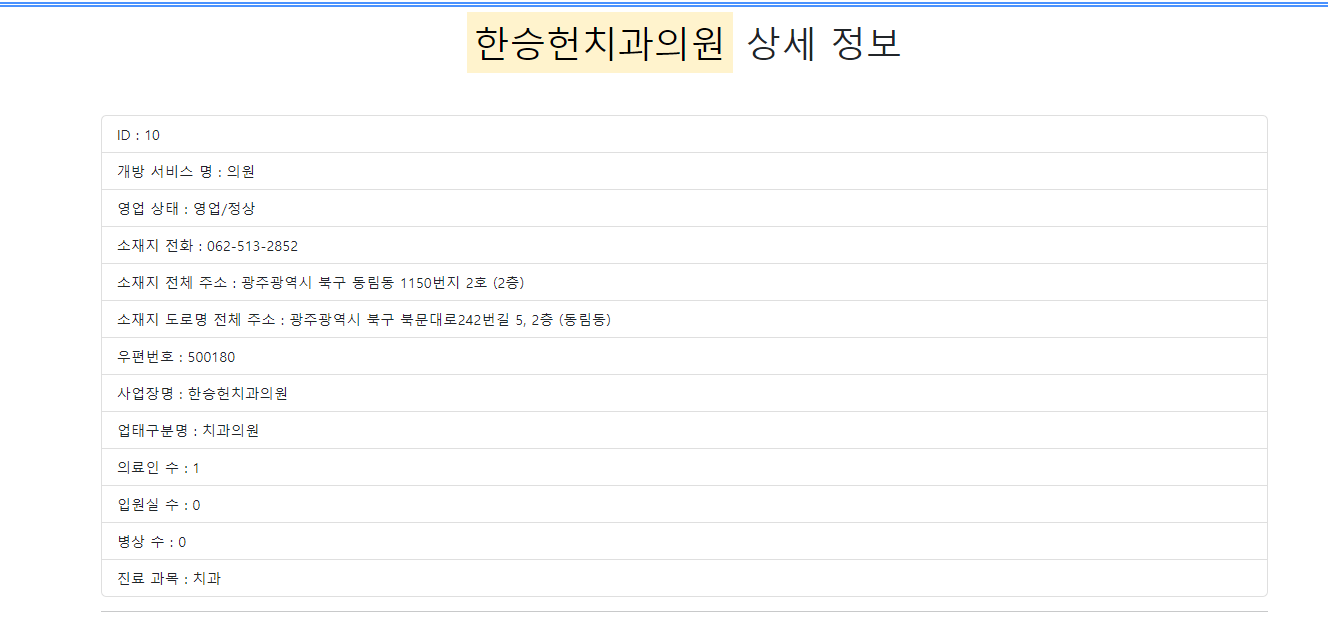 한승헌치과의원 상세 정보
ID : 10
개방 서비스 명 : 의원
영업 상태 : 영업/정상
소재지 전화 : 062-513-2852
소재지 전체 주소 : 광주광역시 북구 동림동 1150번지 2호 (2층)
소재지 도로명 전체 주소 : 광주광역시 북구 북문대로242번길 5, 2층 (동림동)
우편번호 : 500180
사업장명 : 한승헌치과의원
업태구분명 : 치과의원
의료인 수 : 1
입원실 수 : 0
병상 수 : 0
진료 과목 : 치과